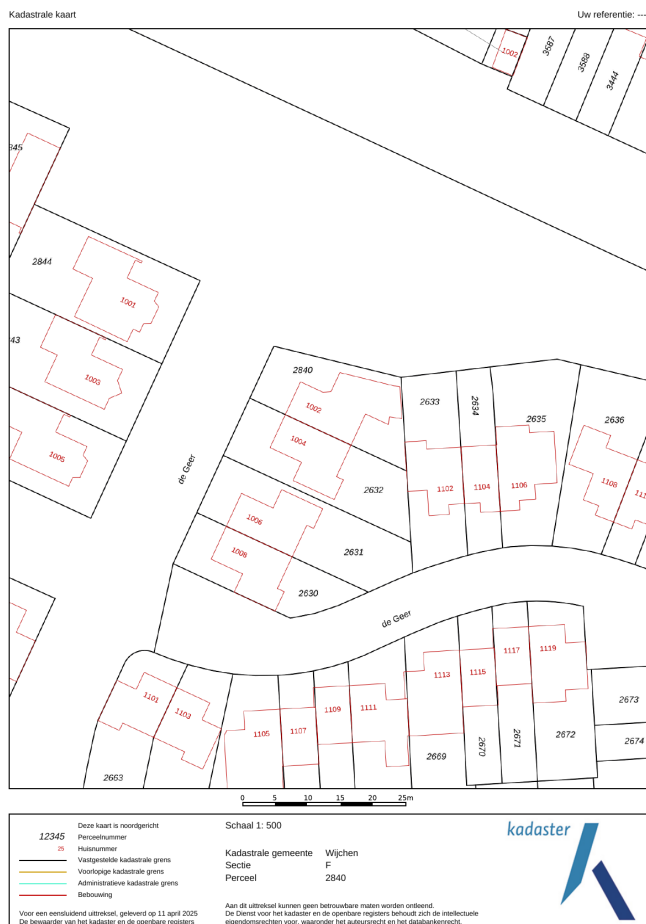 Kadastrale kaart
Uw referentie: ---
1002
3587
3588
3444
345
2844
1001
43
1003
1005
2840
1002
1004
2632
de Geer
1006
1008
2631
2630
2633
2634
2635
2636
1102
1104
1106
1108
111
de Geer
1101
1103
2663
1105
1107
1109
1111
1113
1115
1117
1119
2669
2670
2671
2672
2673
2674
0 5 10 15 20 25m
Deze kaart is noordgericht
12345 Perceelnummer
25 Huisnummer
Vastgestelde kadastrale grens
Voorlopige kadastrale grens
Administratieve kadastrale grens
Bebouwing
Voor een eensluidend uittreksel, geleverd op 11 april 2025
De bewaarder van het kadaster en de openbare registers
Schaal 1: 500
Kadastrale gemeente Wijchen
Sectie F
Perceel 2840
Aan dit uittreksel kunnen geen betrouwbare maten worden ontleend.
De Dienst voor het kadaster en de openbare registers behoudt zich de intellectuele
eigendomsrechten voor, waaronder het auteursrecht en het databankenrecht.
kadaster